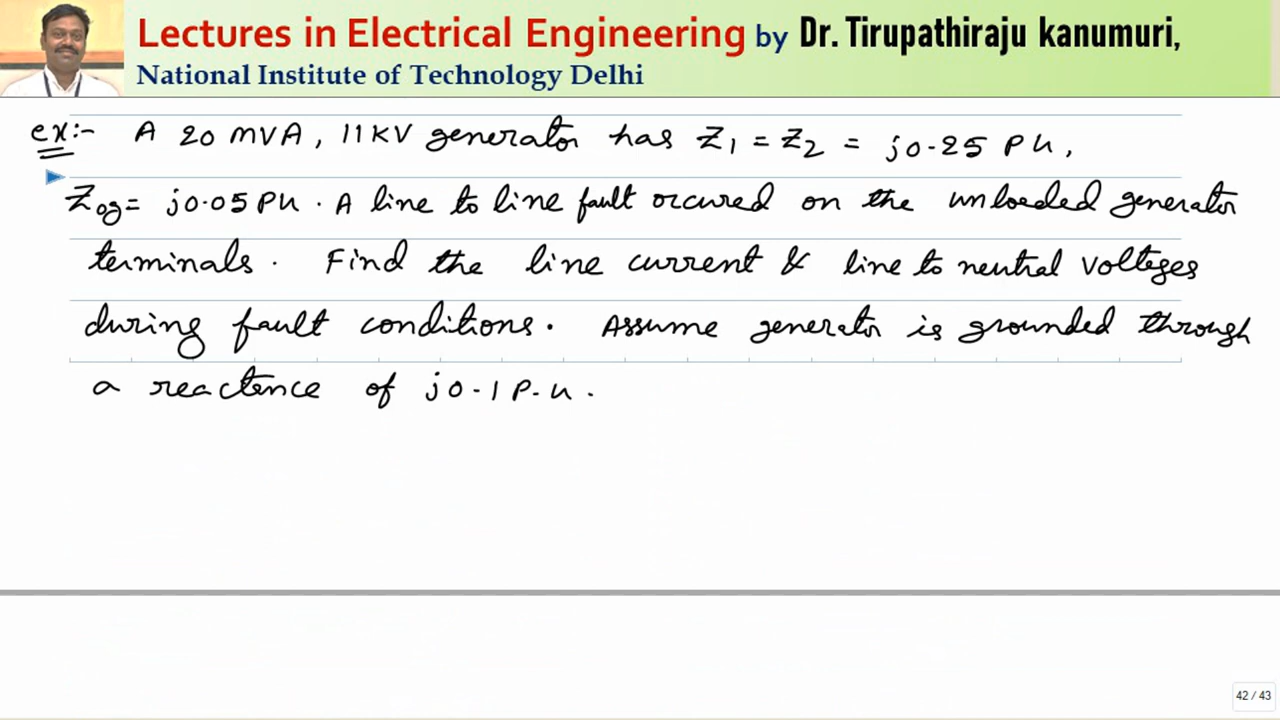 Lectures in Electrical Engineering by Dr. Tirupathiraju kanumuri,
National Institute of Technology Delhi
ex:- A 20 MVA, 11KV generator has Z1 = Z2 = j0.25 PU,
Z0g = j0.05 PU. A line to line fault occured on the unloaded generator
terminals. Find the line current & line to neutral volteges
during fault conditions. Assume generator is grounded through
a reactence of j0.1 P.u.
42 / 43